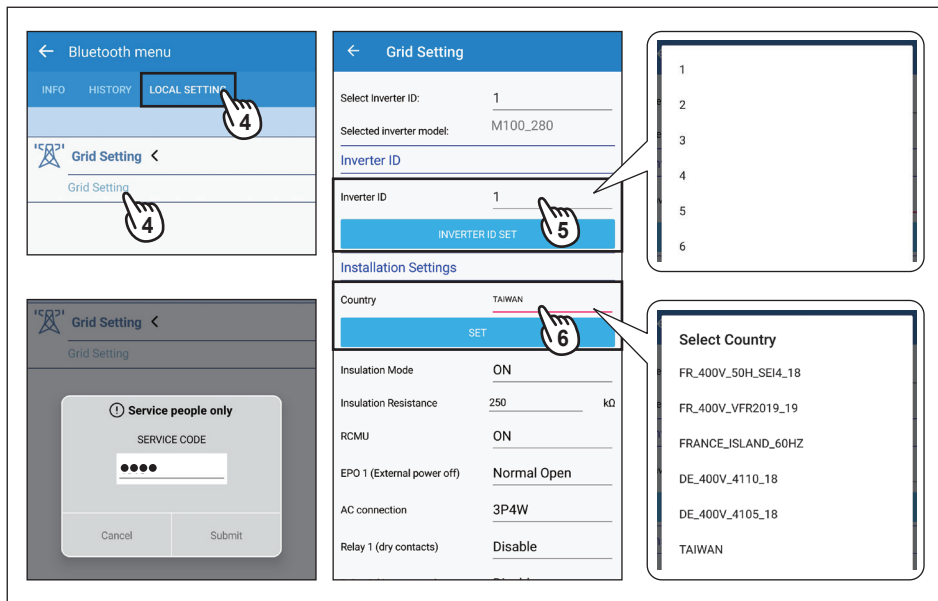 Bluetooth menu
INFO HISTORY LOCAL SETTING
4
Grid Setting
Grid Setting
4
Grid Setting
Grid Setting
Service people only
SERVICE CODE
Cancel Submit
Grid Setting
Select Inverter ID: 1
Selected inverter model: M100_280
Inverter ID
Inverter ID 1
5
INVERTER ID SET
Installation Settings
Country TAIWAN
6
SET
Insulation Mode ON
Insulation Resistance 250 kΩ
RCMU ON
EPO 1 (External power off) Normal Open
AC connection 3P4W
Relay 1 (dry contacts) Disable
1
2
3
4
5
6
Select Country
FR_400V_50H_SEI4_18
FR_400V_VFR2019_19
FRANCE_ISLAND_60HZ
DE_400V_4110_18
DE_400V_4105_18
TAIWAN